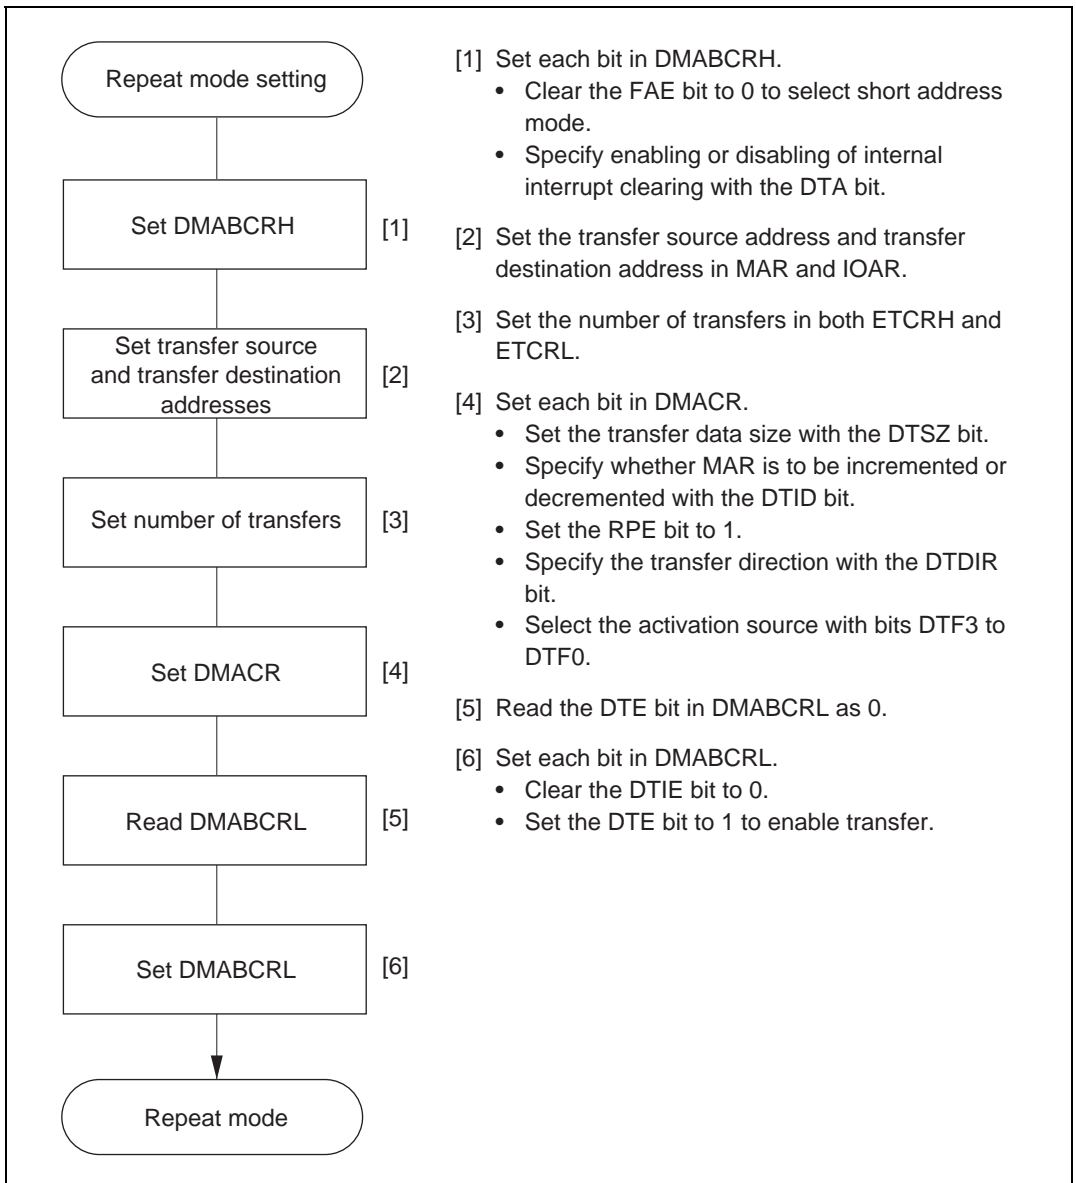 Repeat mode setting
Set DMABCRH [1]
Set transfer source
and transfer destination
addresses
[2]
Set number of transfers [3]
Set DMACR [4]
Read DMABCRL [5]
Set DMABCRL [6]
Repeat mode
[1] Set each bit in DMABCRH.
• Clear the FAE bit to 0 to select short address
mode.
• Specify enabling or disabling of internal
interrupt clearing with the DTA bit.
[2] Set the transfer source address and transfer
destination address in MAR and IOAR.
[3] Set the number of transfers in both ETCRH and
ETCRL.
[4] Set each bit in DMACR.
• Set the transfer data size with the DTSZ bit.
• Specify whether MAR is to be incremented or
decremented with the DTID bit.
• Set the RPE bit to 1.
• Specify the transfer direction with the DTDIR
bit.
• Select the activation source with bits DTF3 to
DTF0.
[5] Read the DTE bit in DMABCRL as 0.
[6] Set each bit in DMABCRL.
• Clear the DTIE bit to 0.
• Set the DTE bit to 1 to enable transfer.